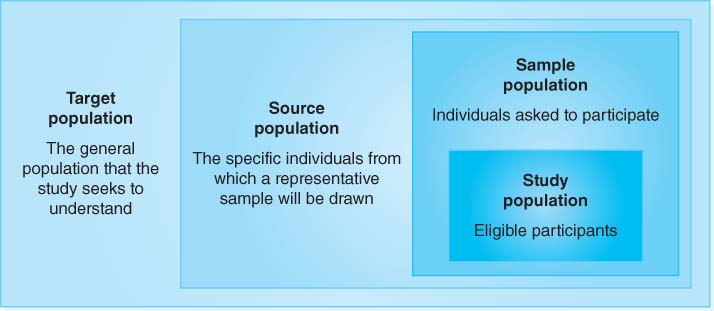 Target
population
The general
population that the
study seeks to
understand
Source
population
The specific individuals from
which a representative
sample will be drawn
Sample
population
Individuals asked to participate
Study
population
Eligible participants